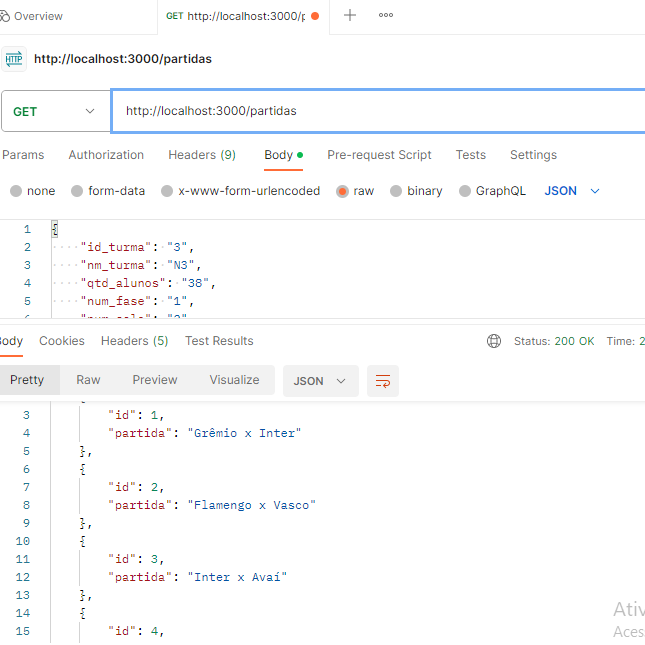 Overview
GET http://localhost:3000/p
HTTP http://localhost:3000/partidas
GET http://localhost:3000/partidas
Params Authorization Headers (9) Body Pre-request Script Tests Settings
none form-data x-www-form-urlencoded raw binary GraphQL JSON
1 {
2 "id_turma": "3",
3 "nm_turma": "N3",
4 "qtd_alunos": "38",
5 "num_fase": "1",
Body Cookies Headers (5) Test Results Status: 200 OK Time: 2
Pretty Raw Preview Visualize JSON
3 "id": 1,
4 "partida": "Grêmio x Inter"
5 },
6 {
7 "id": 2,
8 "partida": "Flamengo x Vasco"
9 },
10 {
11 "id": 3,
12 "partida": "Inter x Avaí"
13 },
14 {
15 "id": 4,
Ativ
Aces